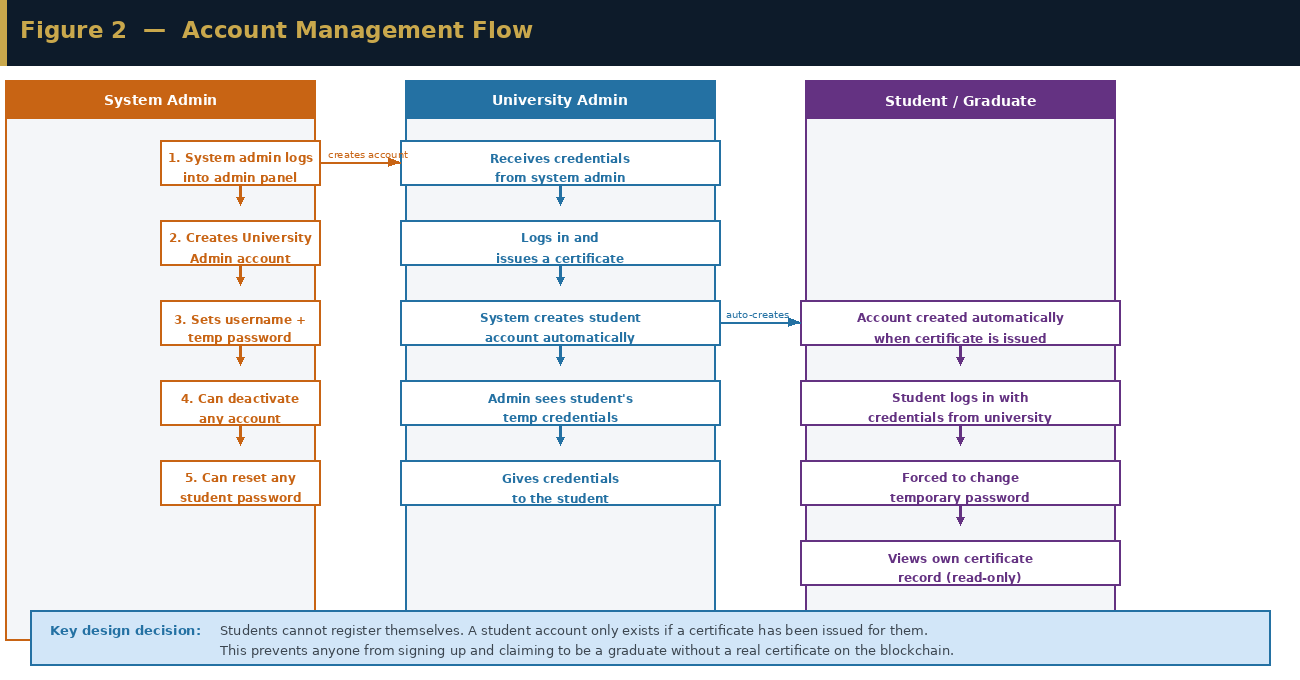 Figure 2 — Account Management Flow
System Admin
1. System admin logs
into admin panel
creates account
2. Creates University
Admin account
3. Sets username +
temp password
4. Can deactivate
any account
5. Can reset any
student password
University Admin
Receives credentials
from system admin
Logs in and
issues a certificate
System creates student
account automatically
auto-creates
Admin sees student's
temp credentials
Gives credentials
to the student
Student / Graduate
Account created automatically
when certificate is issued
Student logs in with
credentials from university
Forced to change
temporary password
Views own certificate
record (read-only)
Key design decision: Students cannot register themselves. A student account only exists if a certificate has been issued for them.
This prevents anyone from signing up and claiming to be a graduate without a real certificate on the blockchain.